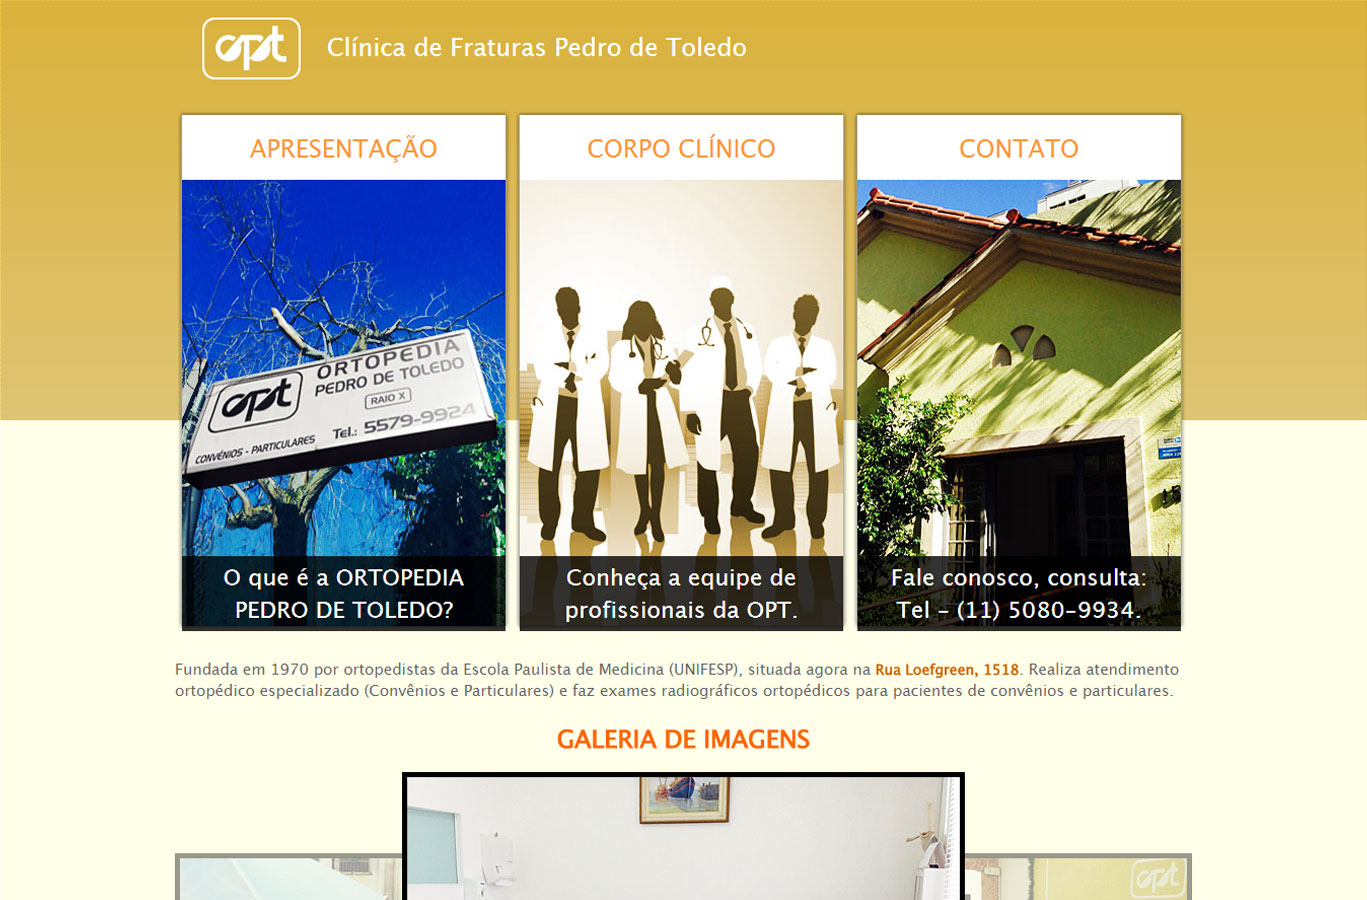 opt
Clínica de Fraturas Pedro de Toledo
APRESENTAÇÃO
ORTOPEDIA
PEDRO DE TOLEDO
opt
RAIO X
Tel.: 5579-9924
CONVÊNIOS - PARTICULARES
O que é a ORTOPEDIA
PEDRO DE TOLEDO?
CORPO CLÍNICO
Conheça a equipe de
profissionais da OPT.
CONTATO
Fale conosco, consulta:
Tel - (11) 5080-9934.
Fundada em 1970 por ortopedistas da Escola Paulista de Medicina (UNIFESP), situada agora na Rua Loefgreen, 1518. Realiza atendimento
ortopédico especializado (Convênios e Particulares) e faz exames radiográficos ortopédicos para pacientes de convênios e particulares.
GALERIA DE IMAGENS
opt